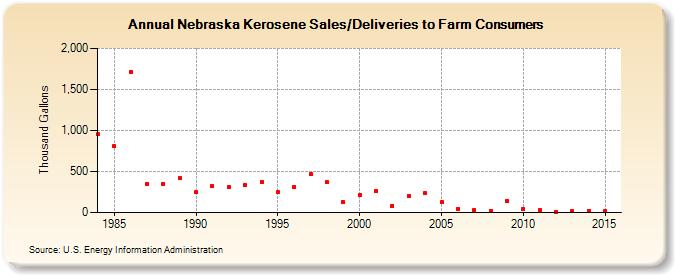 Annual Nebraska Kerosene Sales/Deliveries to Farm Consumers
Thousand Gallons
2,000
1,500
1,000
500
0
1985 1990 1995 2000 2005 2010 2015
Source: U.S. Energy Information Administration